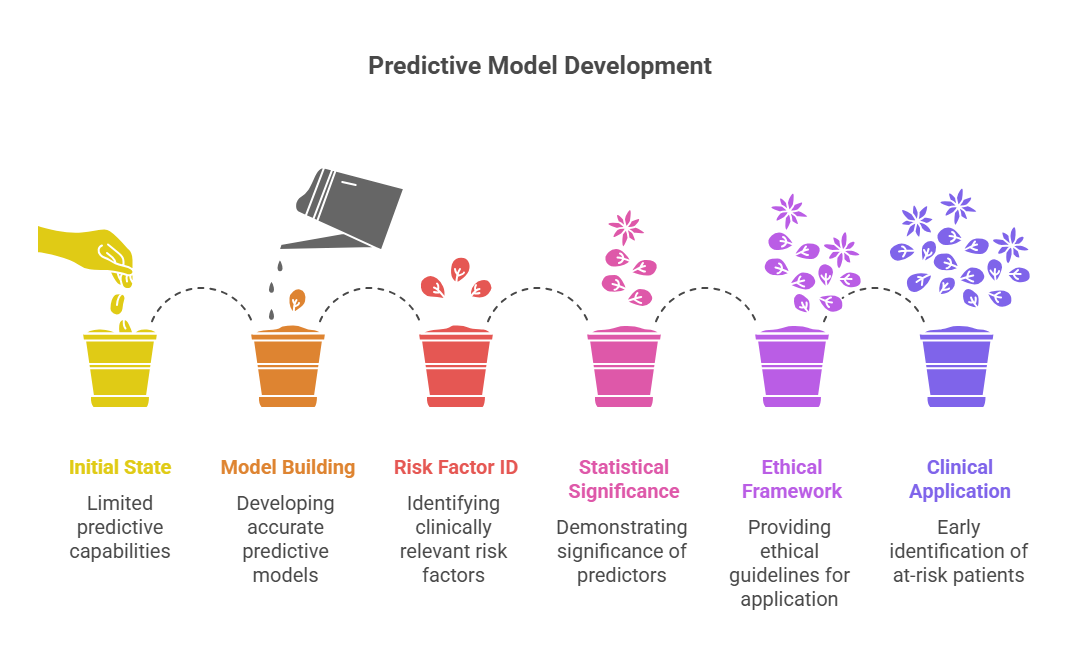 Predictive Model Development
Initial State
Limited
predictive
capabilities
Model Building
Developing
accurate
predictive
models
Risk Factor ID
Identifying
clinically
relevant risk
factors
Statistical
Significance
Demonstrating
significance of
predictors
Ethical
Framework
Providing
ethical
guidelines for
application
Clinical
Application
Early
identification of
at-risk patients